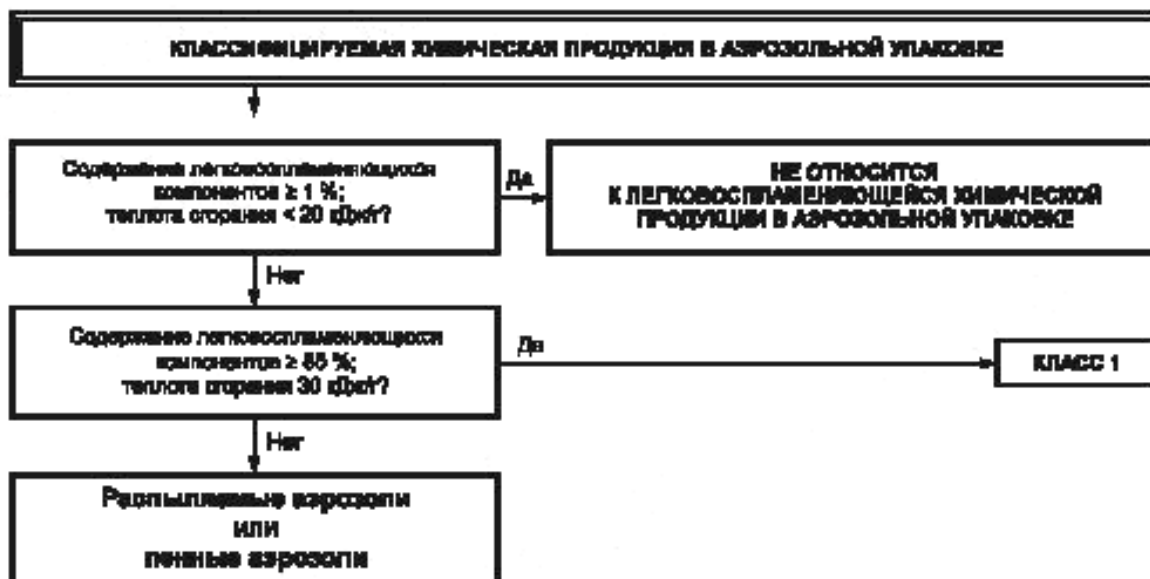 КЛАССИФИЦИРУЕМАЯ ХИМИЧЕСКАЯ ПРОДУКЦИЯ В АЭРОЗОЛЬНОЙ УПАКОВКЕ
Содержание легковоспламеняющихся
компонентов ≥ 1 %;
теплота сгорания < 20 кДж/г?
Да
НЕ ОТНОСИТСЯ
К ЛЕГКОВОСПЛАМЕНЯЮЩЕЙСЯ ХИМИЧЕСКОЙ
ПРОДУКЦИИ В АЭРОЗОЛЬНОЙ УПАКОВКЕ
Нет
Содержание легковоспламеняющихся
компонентов ≥ %;
теплота сгорания 30 кДж/г?
Да
КЛАСС 1
Нет
Распыляемые аэрозоли
или
пенные аэрозоли